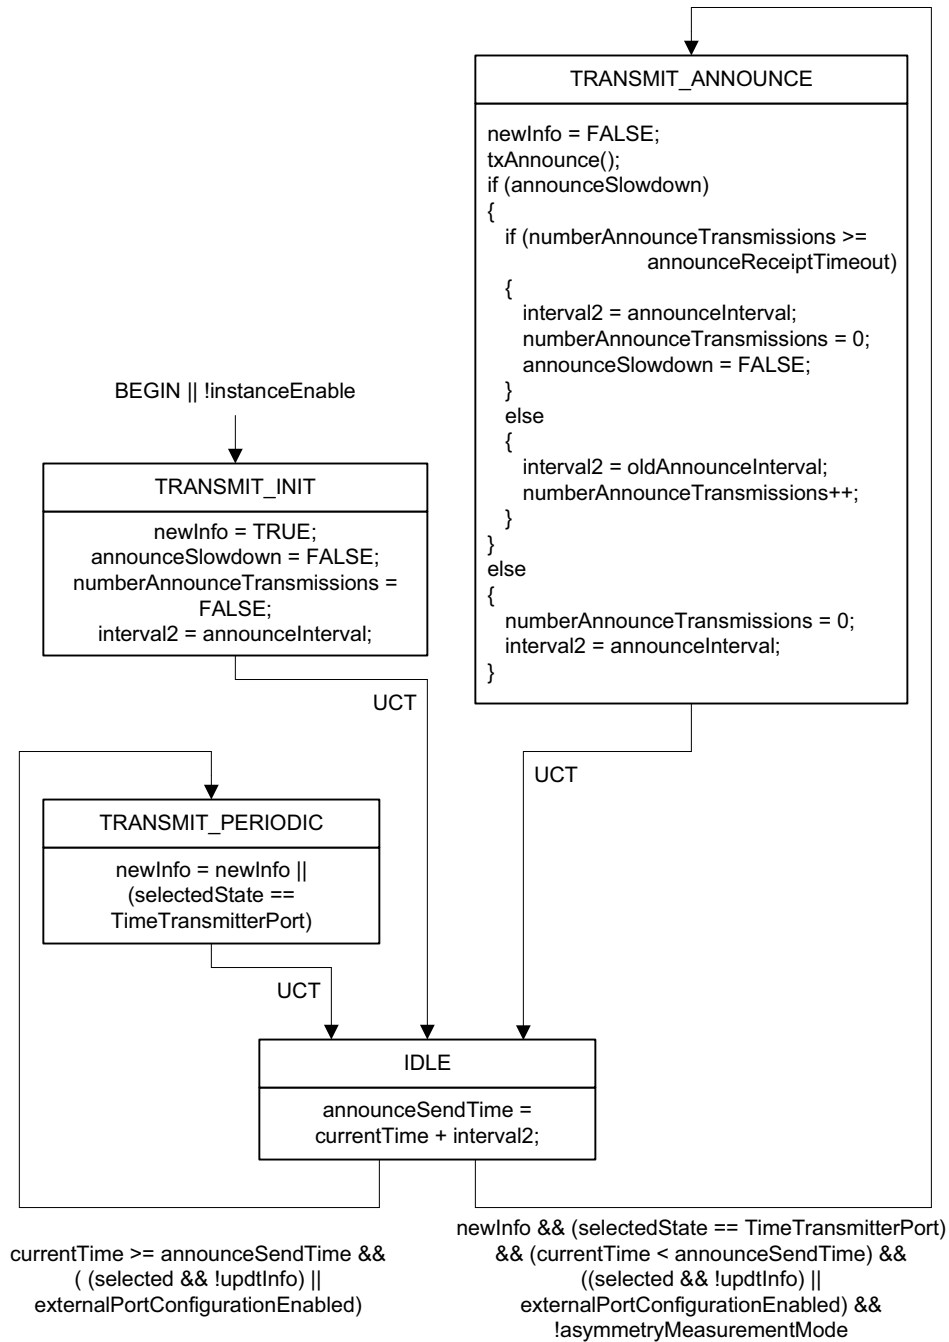 TRANSMIT_ANNOUNCE
newInfo = FALSE;
txAnnounce();
if (announceSlowdown)
{
if (numberAnnounceTransmissions >=
announceReceiptTimeout)
{
interval2 = announceInterval;
numberAnnounceTransmissions = 0;
announceSlowdown = FALSE;
}
else
{
interval2 = oldAnnounceInterval;
numberAnnounceTransmissions++;
}
}
else
{
numberAnnounceTransmissions = 0;
interval2 = announceInterval;
}
BEGIN || !instanceEnable
TRANSMIT_INIT
newInfo = TRUE;
announceSlowdown = FALSE;
numberAnnounceTransmissions =
FALSE;
interval2 = announceInterval;
UCT
UCT
TRANSMIT_PERIODIC
newInfo = newInfo ||
(selectedState ==
TimeTransmitterPort)
UCT
IDLE
announceSendTime =
currentTime + interval2;
currentTime >= announceSendTime &&
( (selected && !updtInfo) ||
externalPortConfigurationEnabled)
newInfo && (selectedState == TimeTransmitterPort)
&& (currentTime < announceSendTime) &&
((selected && !updtInfo) ||
externalPortConfigurationEnabled) &&
!asymmetryMeasurementMode